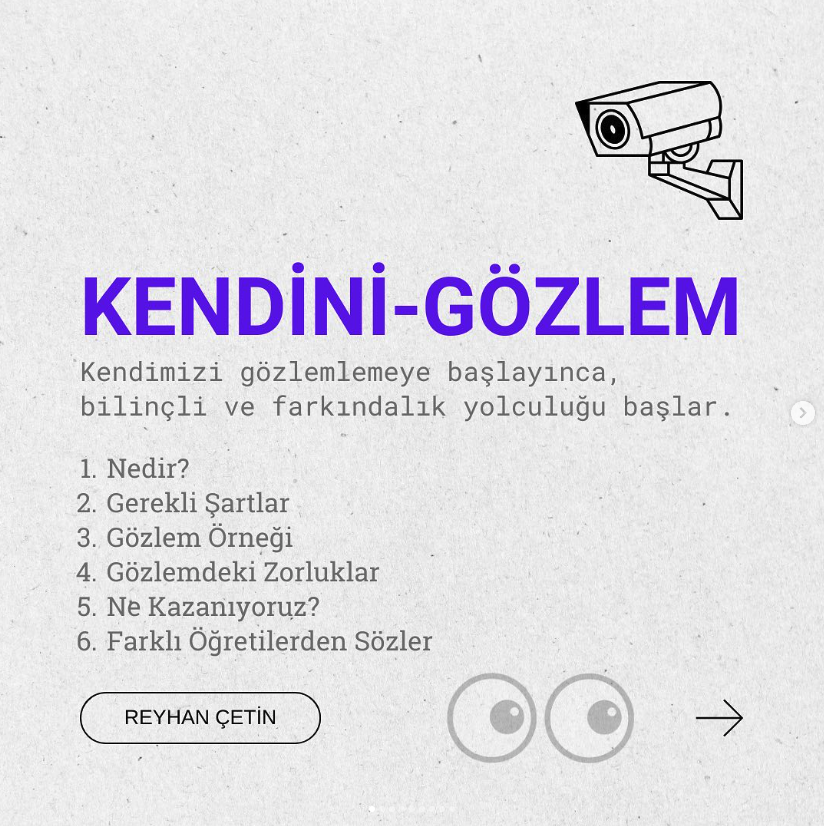 KENDİNİ-GÖZLEM
Kendimizi gözlemlemeye başlayınca,
bilinçli ve farkındalık yolculuğu başlar.
1. Nedir?
2. Gerekli Şartlar
3. Gözlem Örneği
4. Gözlemdeki Zorluklar
5. Ne Kazanıyoruz?
6. Farklı Öğretilerden Sözler
REYHAN ÇETİN